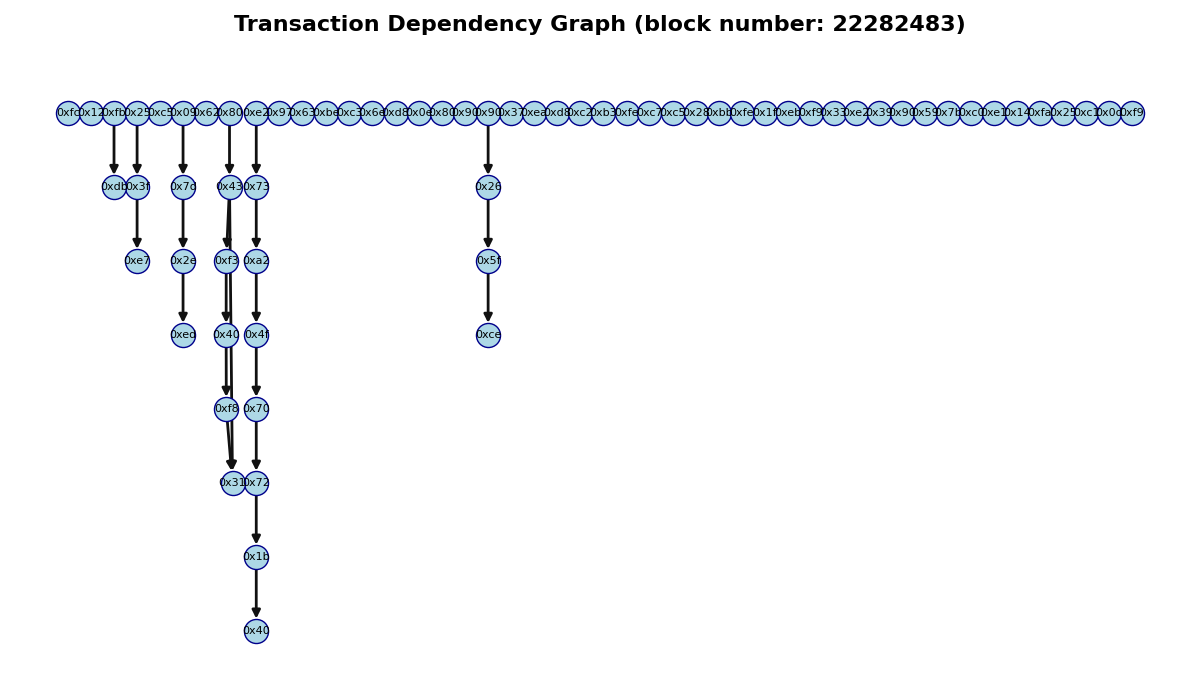 Transaction Dependency Graph (block number: 22282483)
0xfc 0x12 0xfb 0x25 0xc5 0x09 0x62 0x80 0xe2 0x97 0x63 0xbe 0xc3 0x6e 0xd8 0x0e 0x80 0x90 0x90 0x37 0xea 0xd8 0xc2 0xb3 0xfe 0xc7 0xc5 0x28 0xbb 0xfe 0x1f 0xeb 0xf9 0x33 0xe2 0x39 0x90 0x59 0x7b 0xc0 0xe1 0x14 0xfa 0x25 0xc1 0xf9
0xdb 0x3f 0x43 0x73 0x26
0xe7 0x2e 0xf3 0xa2 0x5f
0xed 0x40 0x4f 0xce
0xf8 0x70
0x31 0x72
0x1b
0x40